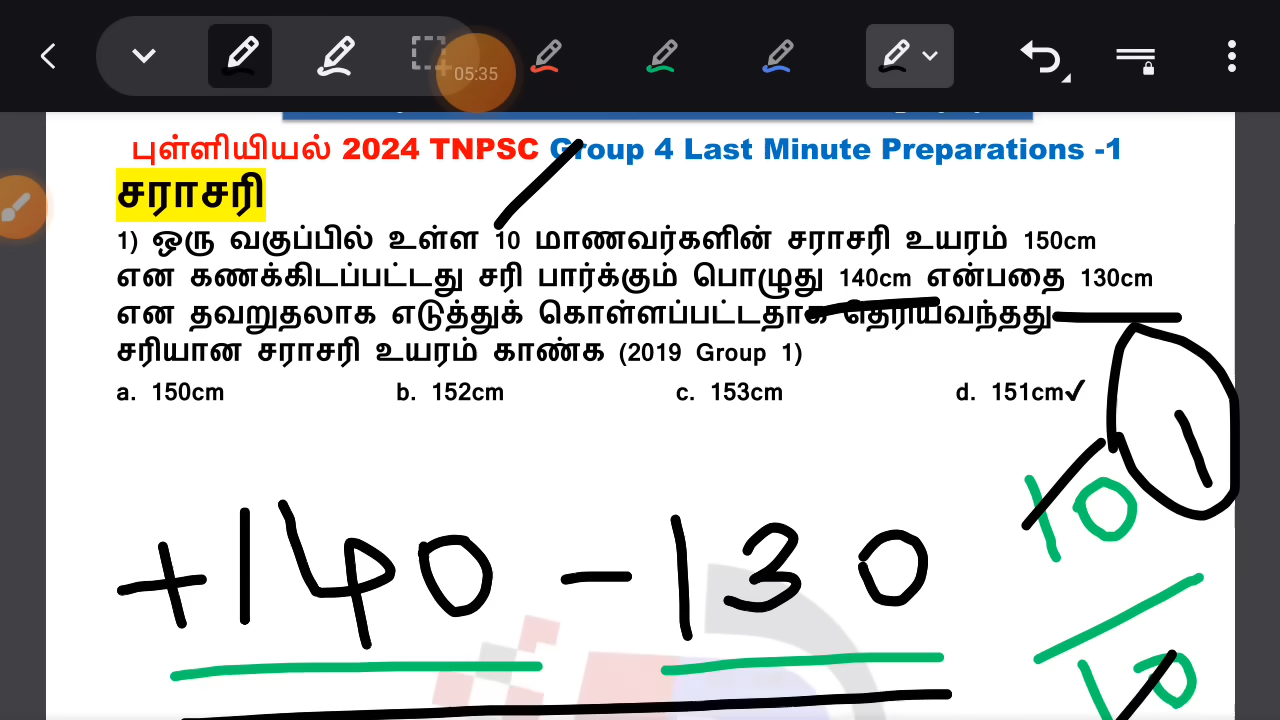 05:35
புள்ளியியல் 2024 TNPSC Group 4 Last Minute Preparations -1
சராசரி
1) ஒரு வகுப்பில் உள்ள 10 மாணவர்களின் சராசரி உயரம் 150cm
என கணக்கிடப்பட்டது சரி பார்க்கும் பொழுது 140cm என்பதை 130cm
என தவறுதலாக எடுத்துக் கொள்ளப்பட்டதாக தெரியவந்தது
சரியான சராசரி உயரம் காண்க (2019 Group 1)
a. 150cm b. 152cm c. 153cm d. 151cm✓
1
10
+140 - 130
10